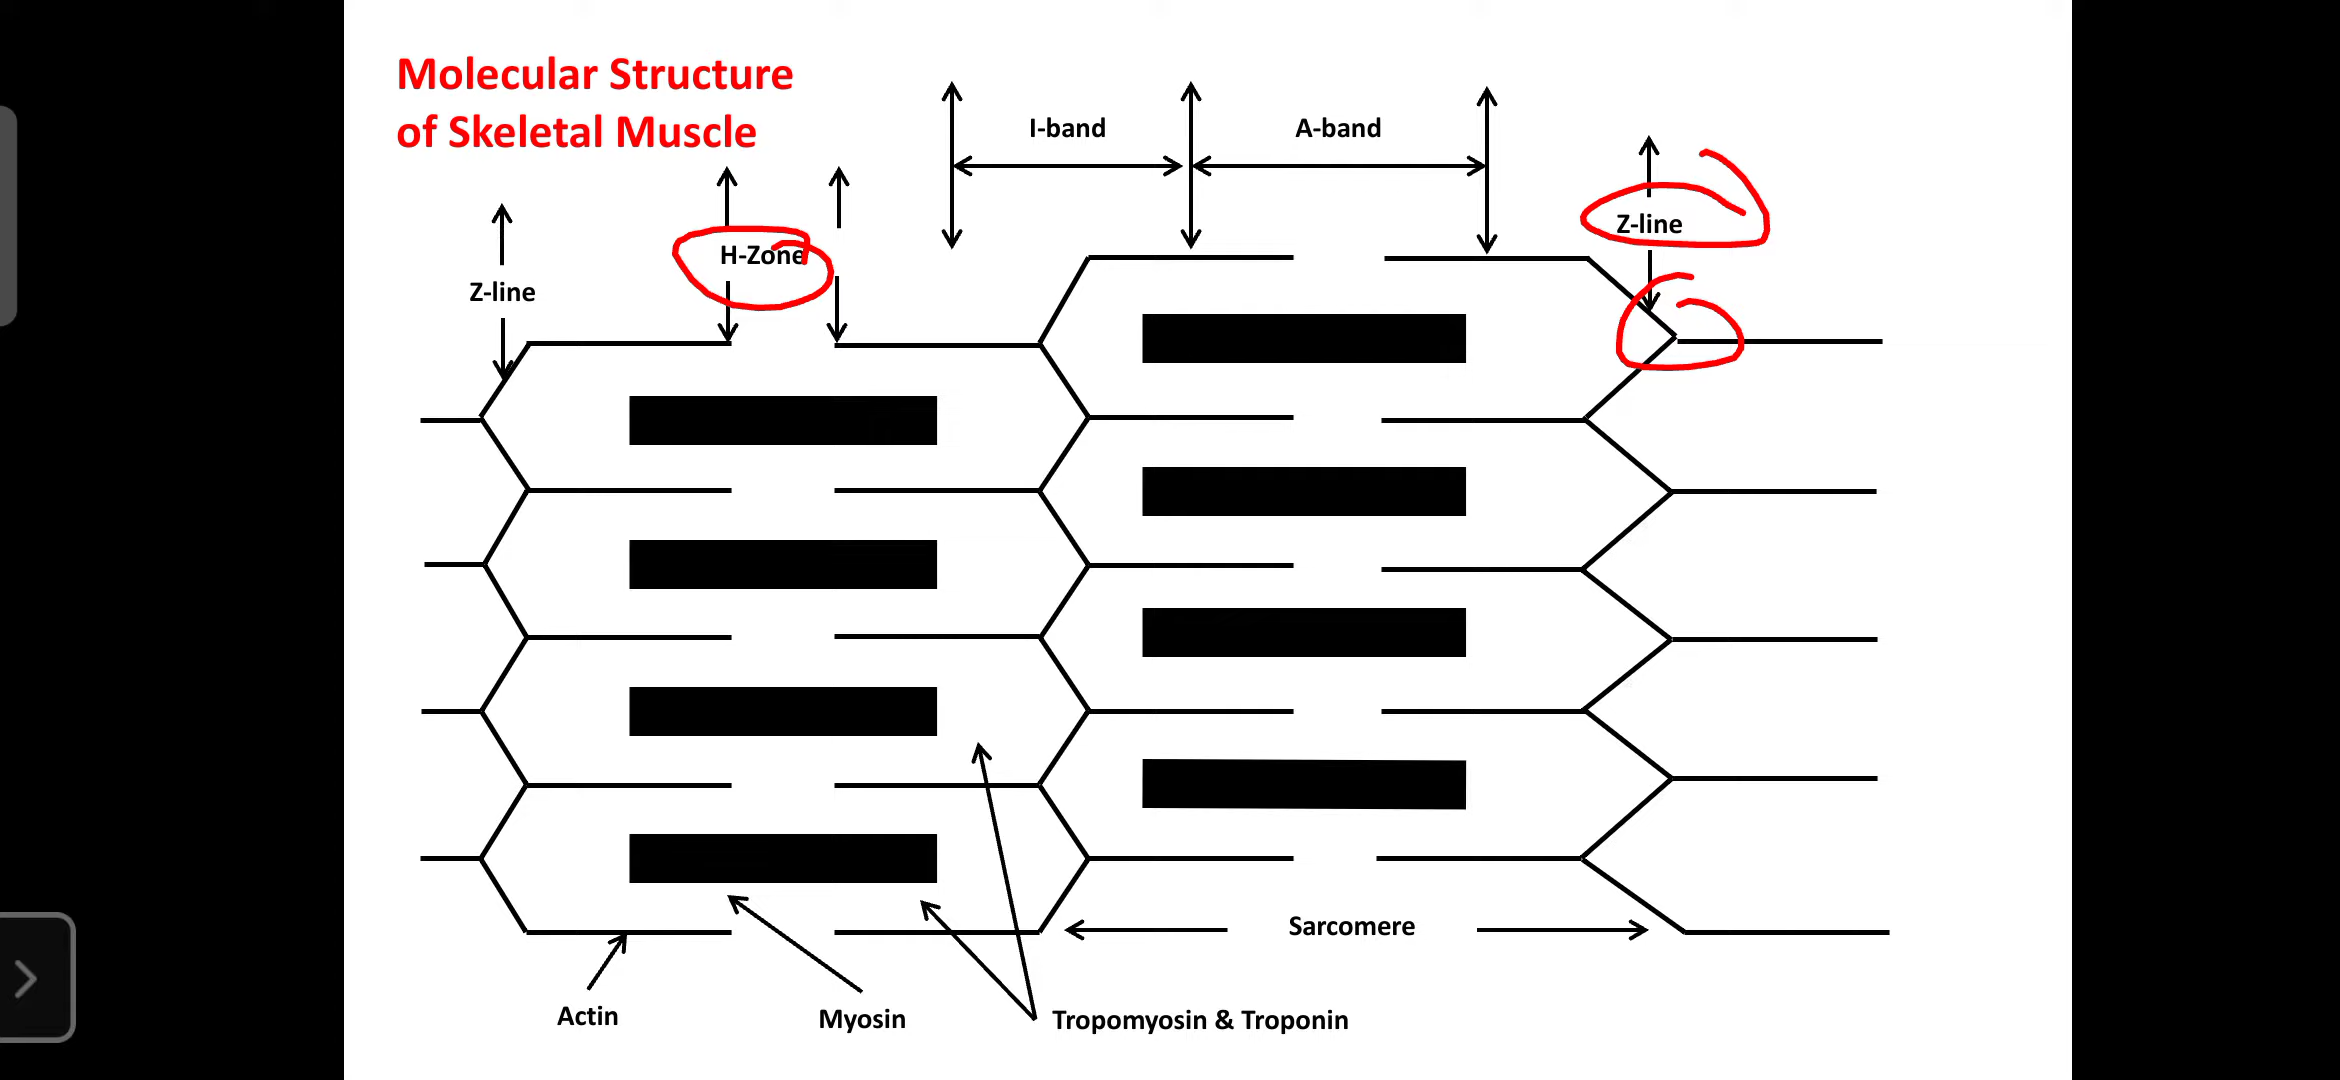 Molecular Structure
of Skeletal Muscle
I-band
A-band
Z-line
H-Zone
Z-line
Sarcomere
Actin
Myosin
Tropomyosin & Troponin